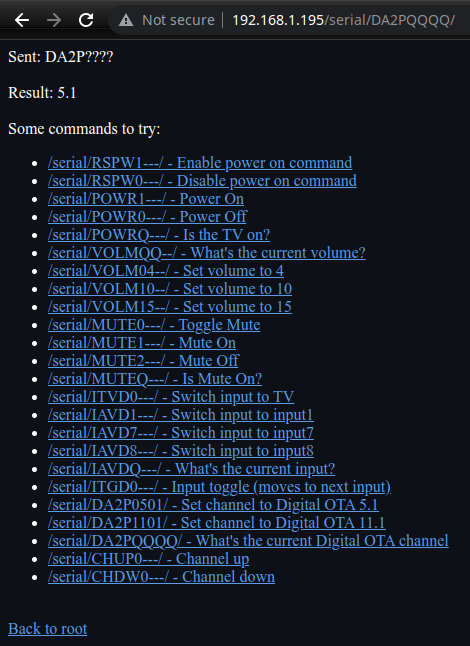 Not secure | 192.168.1.195/serial/DA2PQQQQ/
Sent: DA2P????
Result: 5.1
Some commands to try:
• /serial/RSPW1---/ - Enable power on command
• /serial/RSPW0---/ - Disable power on command
• /serial/POWR1---/ - Power On
• /serial/POWR0---/ - Power Off
• /serial/POWRQ---/ - Is the TV on?
• /serial/VOLMQQ--/ - What's the current volume?
• /serial/VOLM04--/ - Set volume to 4
• /serial/VOLM10--/ - Set volume to 10
• /serial/VOLM15--/ - Set volume to 15
• /serial/MUTE0---/ - Toggle Mute
• /serial/MUTE1---/ - Mute On
• /serial/MUTE2---/ - Mute Off
• /serial/MUTEQ---/ - Is Mute On?
• /serial/ITVD0---/ - Switch input to TV
• /serial/IAVD1---/ - Switch input to input1
• /serial/IAVD7---/ - Switch input to input7
• /serial/IAVD8---/ - Switch input to input8
• /serial/IAVDQ---/ - What's the current input?
• /serial/ITGD0---/ - Input toggle (moves to next input)
• /serial/DA2P0501/ - Set channel to Digital OTA 5.1
• /serial/DA2P1101/ - Set channel to Digital OTA 11.1
• /serial/DA2PQQQQ/ - What's the current Digital OTA channel
• /serial/CHUP0---/ - Channel up
• /serial/CHDW0---/ - Channel down
Back to root